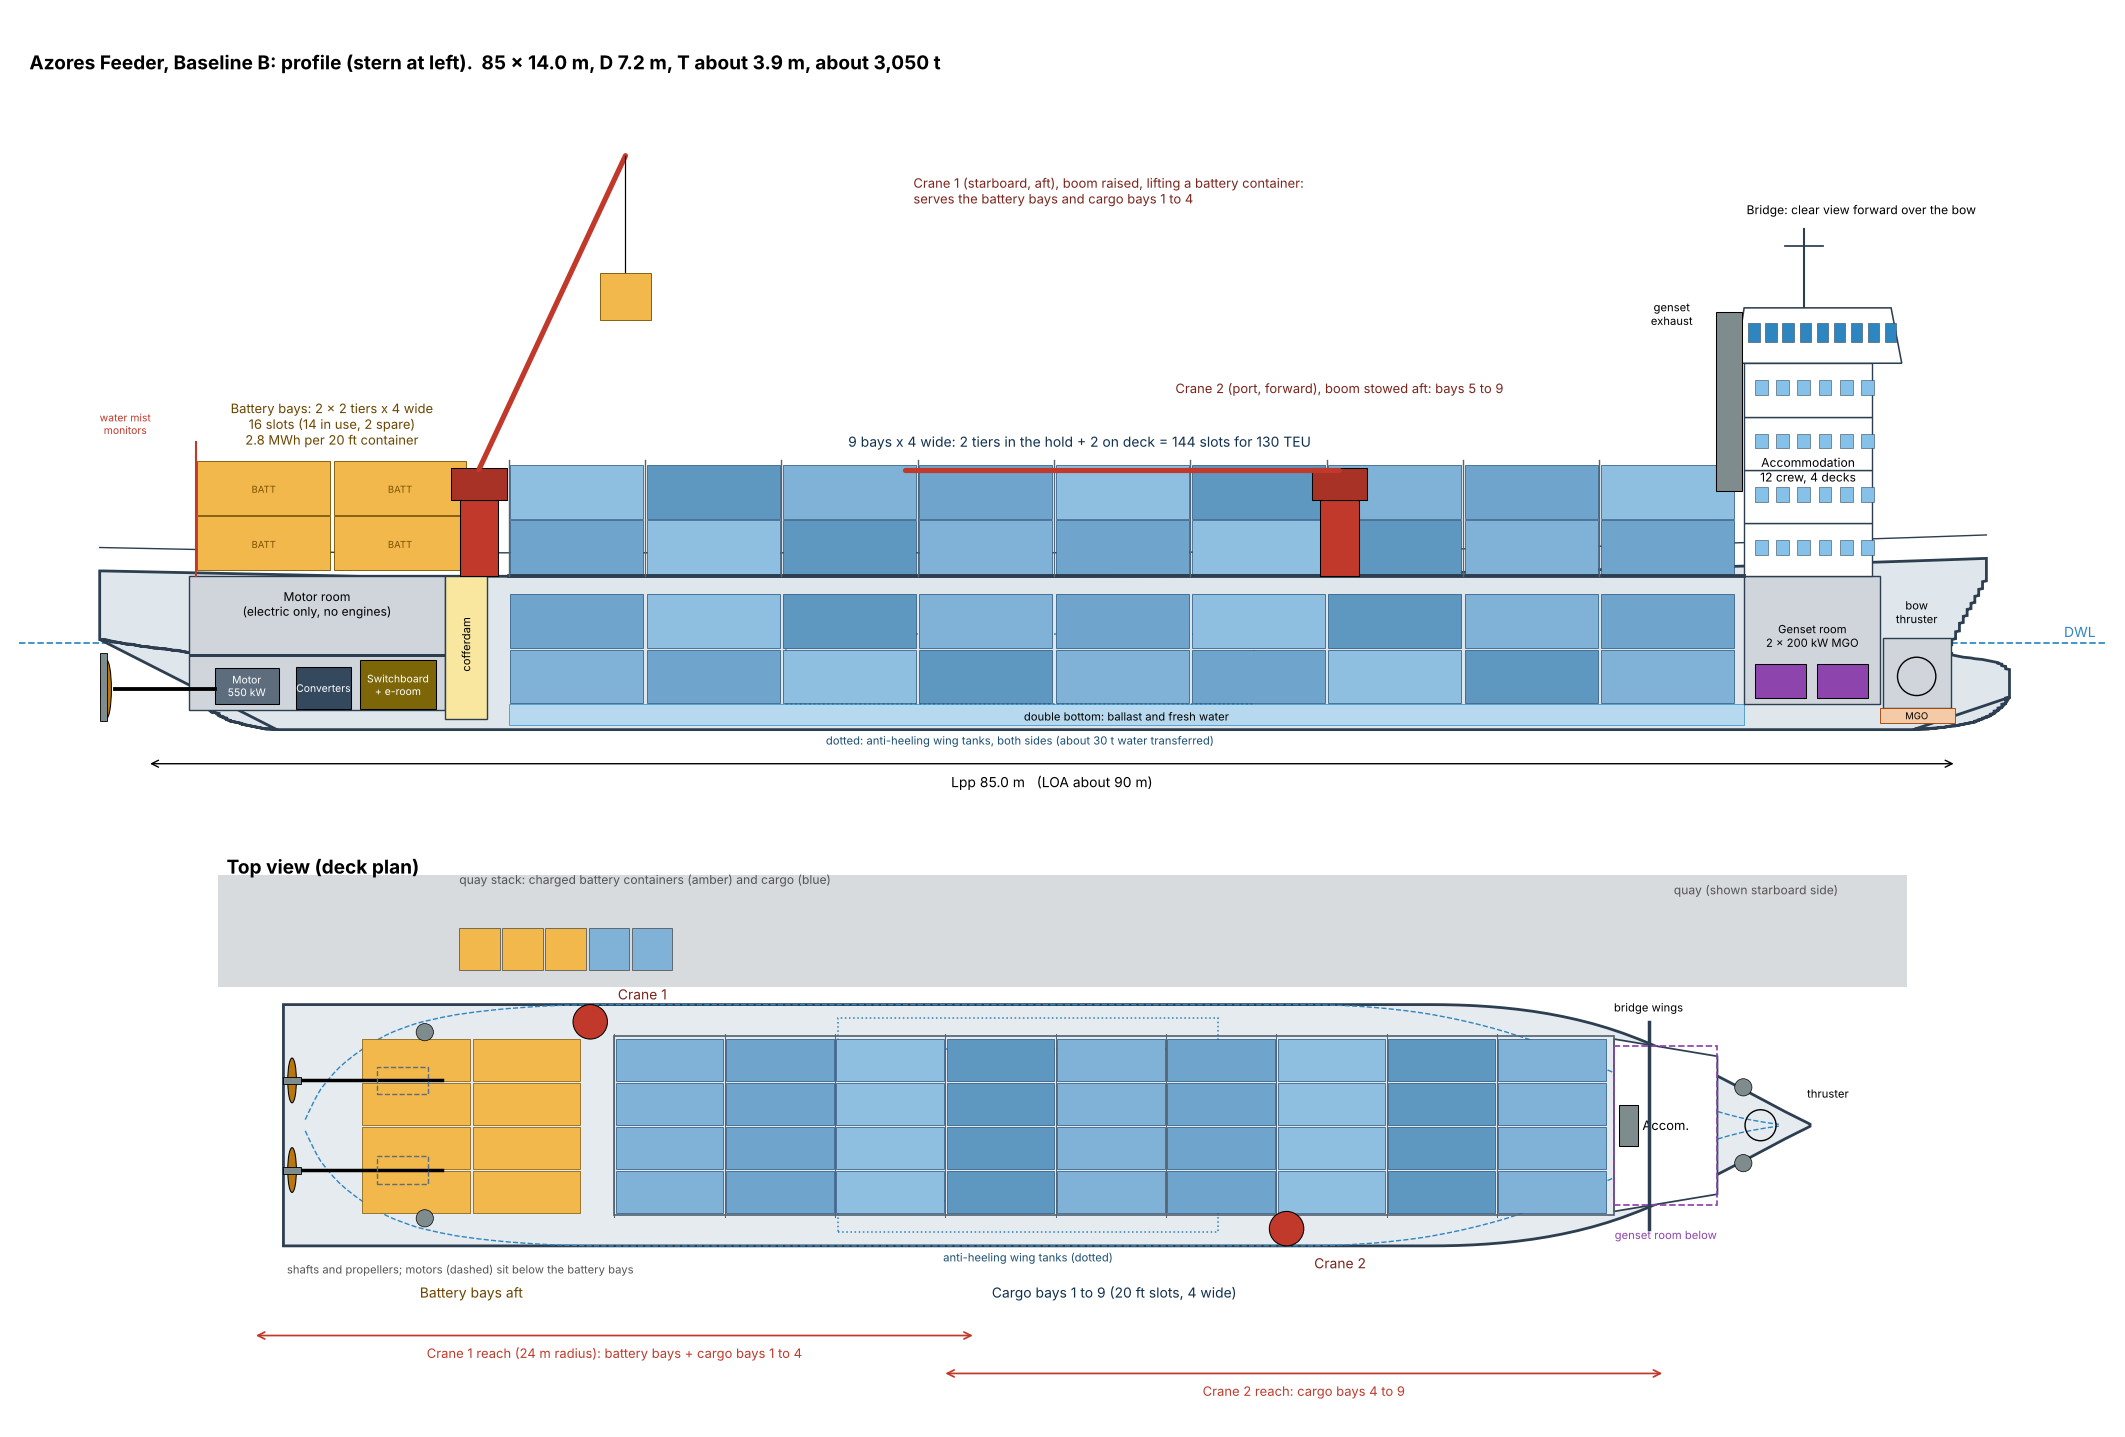 Azores Feeder, Baseline B: profile (stern at left).  85 × 14.0 m, D 7.2 m, T about 3.9 m, about 3,050 t
Crane 1 (starboard, aft), boom raised, lifting a battery container:
serves the battery bays and cargo bays 1 to 4
Bridge: clear view forward over the bow
genset
exhaust
Crane 2 (port, forward), boom stowed aft: bays 5 to 9
water mist
monitors
Battery bays: 2 × 2 tiers x 4 wide
16 slots (14 in use, 2 spare)
2.8 MWh per 20 ft container
9 bays x 4 wide: 2 tiers in the hold + 2 on deck = 144 slots for 130 TEU
Accommodation
12 crew, 4 decks
BATT
BATT
BATT
BATT
Motor room
(electric only, no engines)
cofferdam
bow
thruster
Genset room
2 × 200 kW MGO
DWL
Motor
550 kW
Converters
Switchboard
+ e-room
double bottom: ballast and fresh water
MGO
dotted: anti-heeling wing tanks, both sides (about 30 t water transferred)
Lpp 85.0 m   (LOA about 90 m)
Top view (deck plan)
quay stack: charged battery containers (amber) and cargo (blue)
quay (shown starboard side)
Crane 1
bridge wings
thruster
Accom.
genset room below
anti-heeling wing tanks (dotted)
Crane 2
shafts and propellers; motors (dashed) sit below the battery bays
Battery bays aft
Cargo bays 1 to 9 (20 ft slots, 4 wide)
Crane 1 reach (24 m radius): battery bays + cargo bays 1 to 4
Crane 2 reach: cargo bays 4 to 9